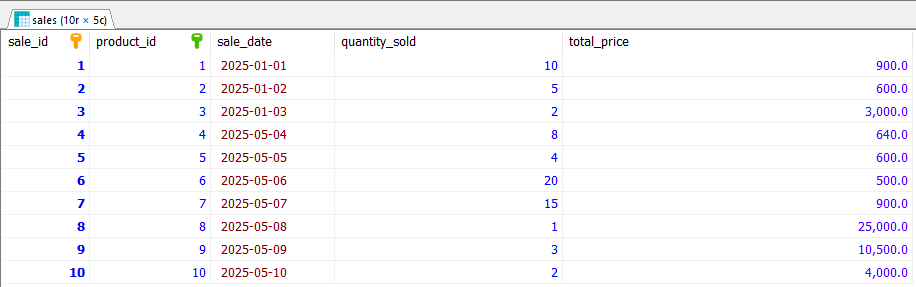 sales (10r × 5c)
sale_id product_id sale_date quantity_sold total_price
1 1 2025-01-01 10 900.0
2 2 2025-01-02 5 600.0
3 3 2025-01-03 2 3,000.0
4 4 2025-05-04 8 640.0
5 5 2025-05-05 4 600.0
6 6 2025-05-06 20 500.0
7 7 2025-05-07 15 900.0
8 8 2025-05-08 1 25,000.0
9 9 2025-05-09 3 10,500.0
10 10 2025-05-10 2 4,000.0